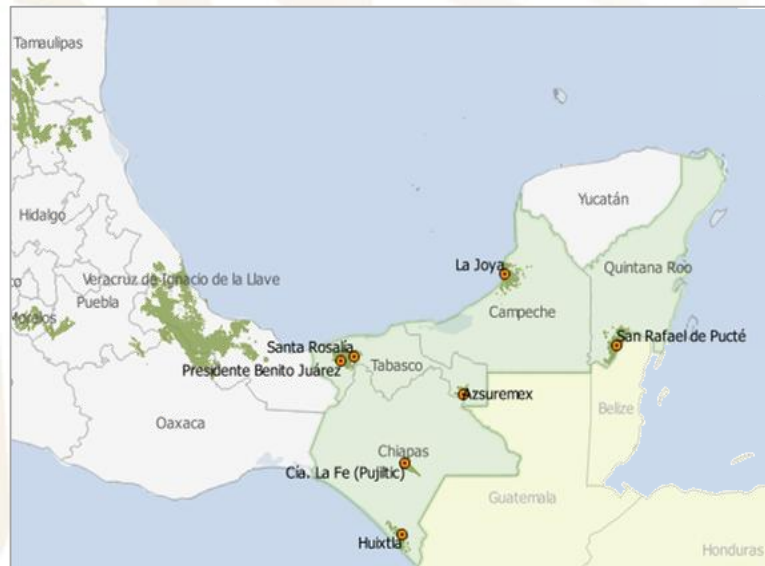 Tamaulipas
Hidalgo
Yucatán
La Joya
Quintana Roo
Veracruz de Ignacio de la Llave
Puebla
Campeche
Morelos
San Rafael de Pucté
Santa Rosalía
Presidente Benito Juárez
Tabasco
Azsuremex
Belize
Oaxaca
Chiapas
Cía. La Fe (Pujiltic)
Guatemala
Huixtla
Honduras